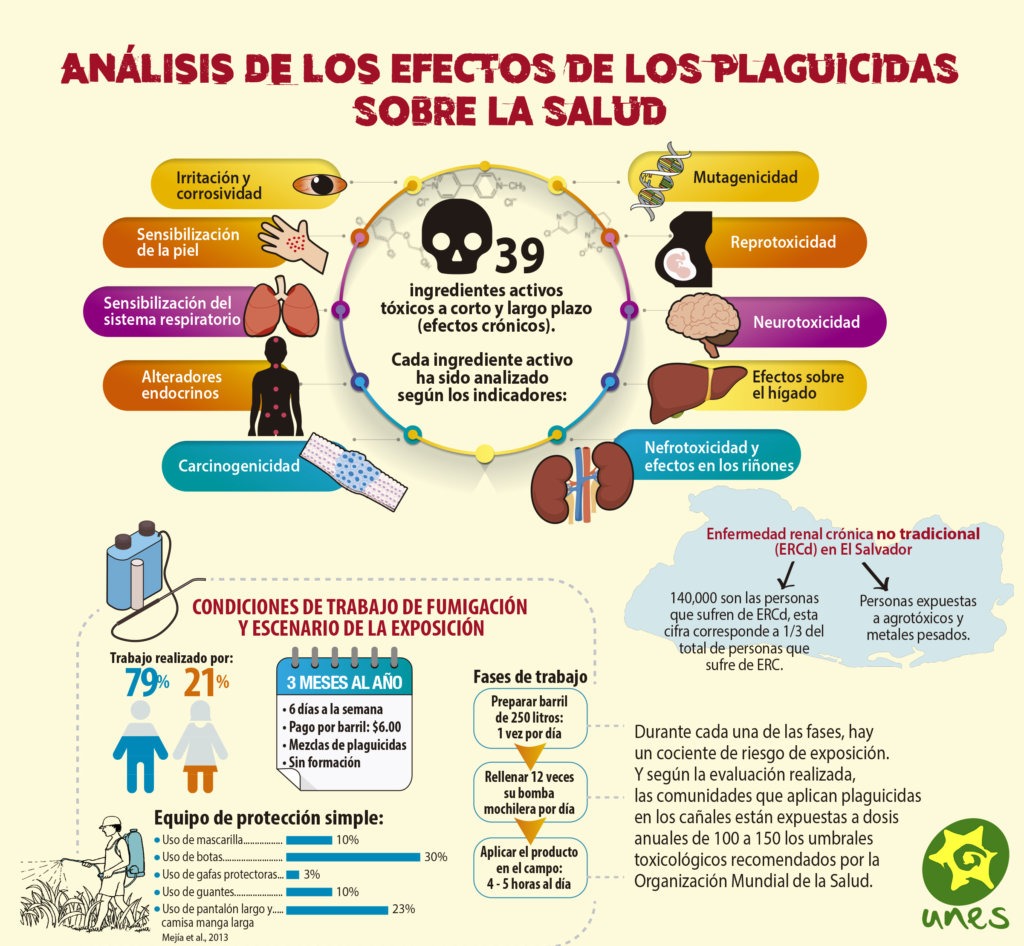 ANÁLISIS DE LOS EFECTOS DE LOS PLAGUICIDAS
SOBRE LA SALUD
Irritación y
corrosividad
Sensibilización
de la piel
Sensibilización del
sistema respiratorio
Alteradores
endocrinos
Carcinogenicidad
39
ingredientes activos
tóxicos a corto y largo plazo
(efectos crónicos).
Cada ingrediente activo
ha sido analizado
según los indicadores:
Mutagenicidad
Reprotoxicidad
Neurotoxicidad
Efectos sobre
el hígado
Nefrotoxicidad y
efectos en los riñones
Enfermedad renal crónica no tradicional
(ERCd) en El Salvador
140,000 son las personas
que sufren de ERCd, esta
cifra corresponde a 1/3 del
total de personas que
sufre de ERC.
Personas expuestas
a agrotóxicos y
metales pesados.
CONDICIONES DE TRABAJO DE FUMIGACIÓN
Y ESCENARIO DE LA EXPOSICIÓN
Trabajo realizado por:
79% 21%
3 MESES AL AÑO
• 6 días a la semana
• Pago por barril: $6.00
• Mezclas de plaguicidas
• Sin formación
Fases de trabajo
Preparar barril
de 250 litros:
1 vez por día
Rellenar 12 veces
su bomba
mochilera por día
Aplicar el producto
en el campo:
4 - 5 horas al día
Durante cada una de las fases, hay
un cociente de riesgo de exposición.
Y según la evaluación realizada,
las comunidades que aplican plaguicidas
en los cañales están expuestas a dosis
anuales de 100 a 150 los umbrales
toxicológicos recomendados por la
Organización Mundial de la Salud.
Equipo de protección simple:
• Uso de mascarilla................ 10%
• Uso de botas....................... 30%
• Uso de gafas protectoras... 3%
• Uso de guantes................... 10%
• Uso de pantalón largo y..... 23%
camisa manga larga
Mejía et al., 2013
unes